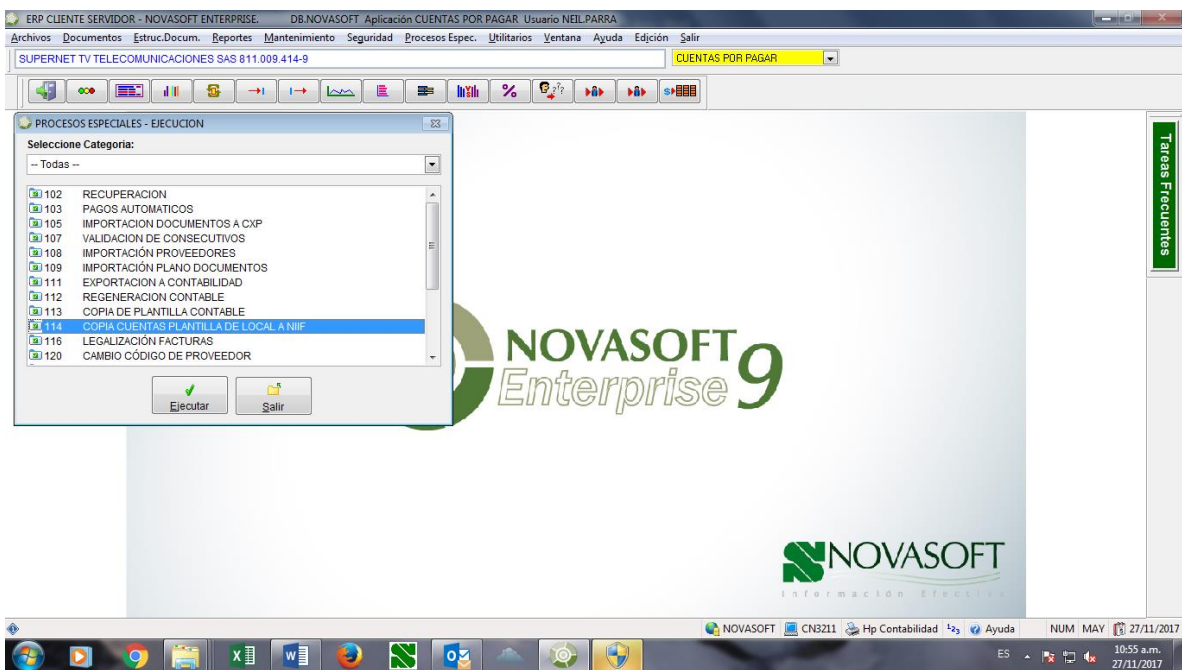 ERP CLIENTE SERVIDOR - NOVASOFT ENTERPRISE. DB.NOVASOFT Aplicación CUENTAS POR PAGAR Usuario NEIL.PARRA
Archivos Documentos Estruc.Docum. Reportes Mantenimiento Seguridad Procesos Espec. Utilitarios Ventana Ayuda Edición Salir
SUPERNET TV TELECOMUNICACIONES SAS 811.009.414-9 CUENTAS POR PAGAR
PROCESOS ESPECIALES - EJECUCION
Seleccione Categoria:
-- Todas --
102 RECUPERACION
103 PAGOS AUTOMATICOS
105 IMPORTACION DOCUMENTOS A CXP
107 VALIDACION DE CONSECUTIVOS
108 IMPORTACIÓN PROVEEDORES
109 IMPORTACIÓN PLANO DOCUMENTOS
111 EXPORTACION A CONTABILIDAD
112 REGENERACION CONTABLE
113 COPIA DE PLANTILLA CONTABLE
114 COPIA CUENTAS PLANTILLA DE LOCAL A NIIF
116 LEGALIZACIÓN FACTURAS
120 CAMBIO CÓDIGO DE PROVEEDOR
Ejecutar Salir
Tareas Frecuentes
NOVASOFT
Enterprise 9
NOVASOFT
Información Efectiva
NOVASOFT CN3211 Hp Contabilidad 123 Ayuda NUM MAY 27/11/2017
ES 10:55 a.m.
27/11/2017